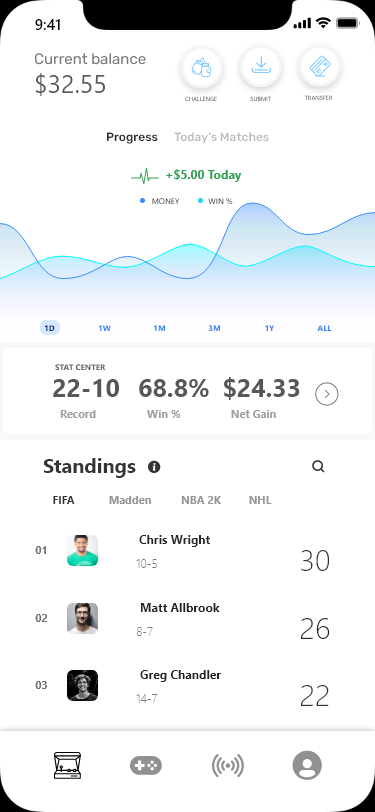 9:41
Current balance
$32.55
CHALLENGE
SUBMIT
TRANSFER
Progress
Today's Matches
+$5.00 Today
MONEY
WIN %
1D
1W
1M
3M
1Y
ALL
STAT CENTER
22-10
68.8%
$24.33
Record
Win %
Net Gain
Standings
FIFA
Madden
NBA 2K
NHL
01
Chris Wright
10-5
30
02
Matt Allbrook
8-7
26
03
Greg Chandler
14-7
22